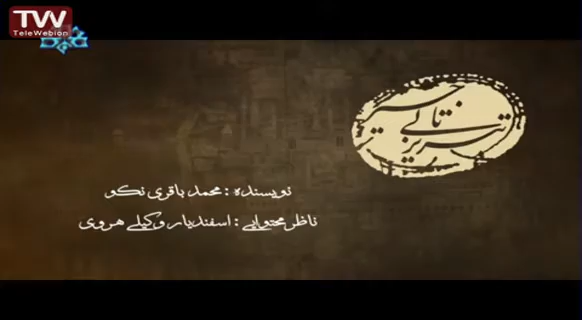 TVW
TeleWebion
نویسنده : محمد باقری نکو
ناظر محتوایی : اسفندیار وکیلی هروی